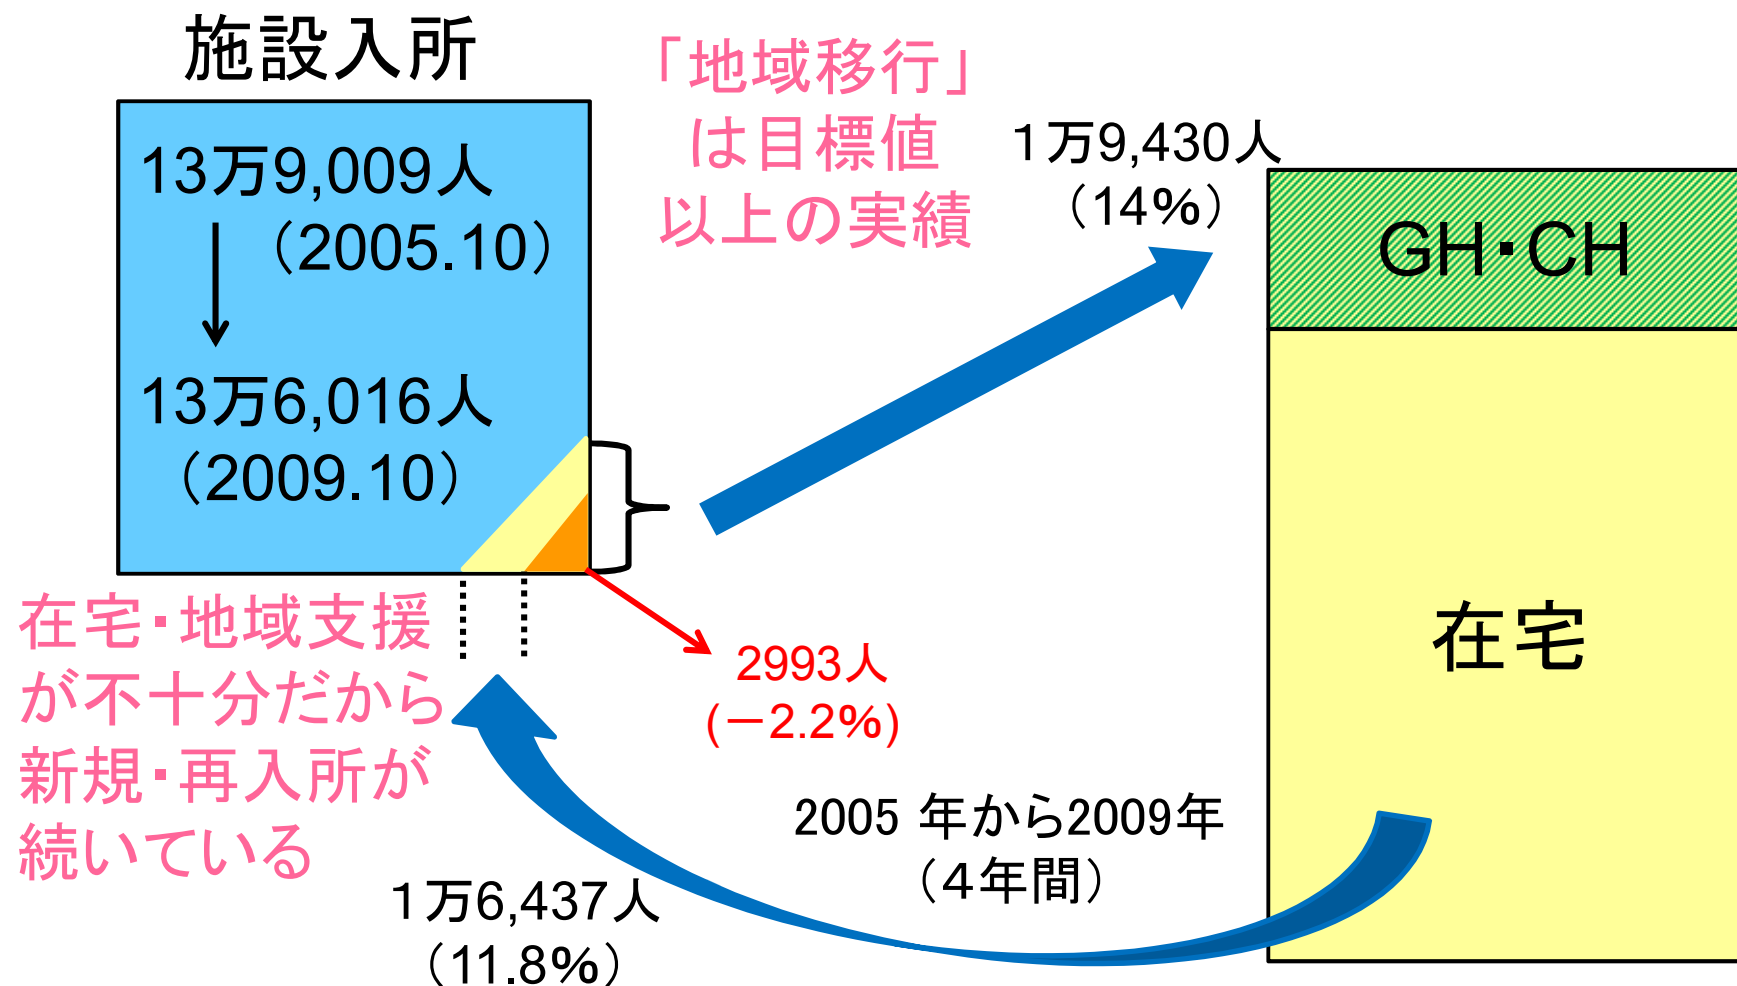 施設入所
13万9,009人
（2005.10）
13万6,016人
（2009.10）
「地域移行」
は目標値
以上の実績
１万9,430人
（14%）
GH・CH
在宅
在宅・地域支援
が不十分だから
新規・再入所が
続いている
2993人
(－2.2%)
2005 年から2009年
（４年間）
１万6,437人
（11.8%）